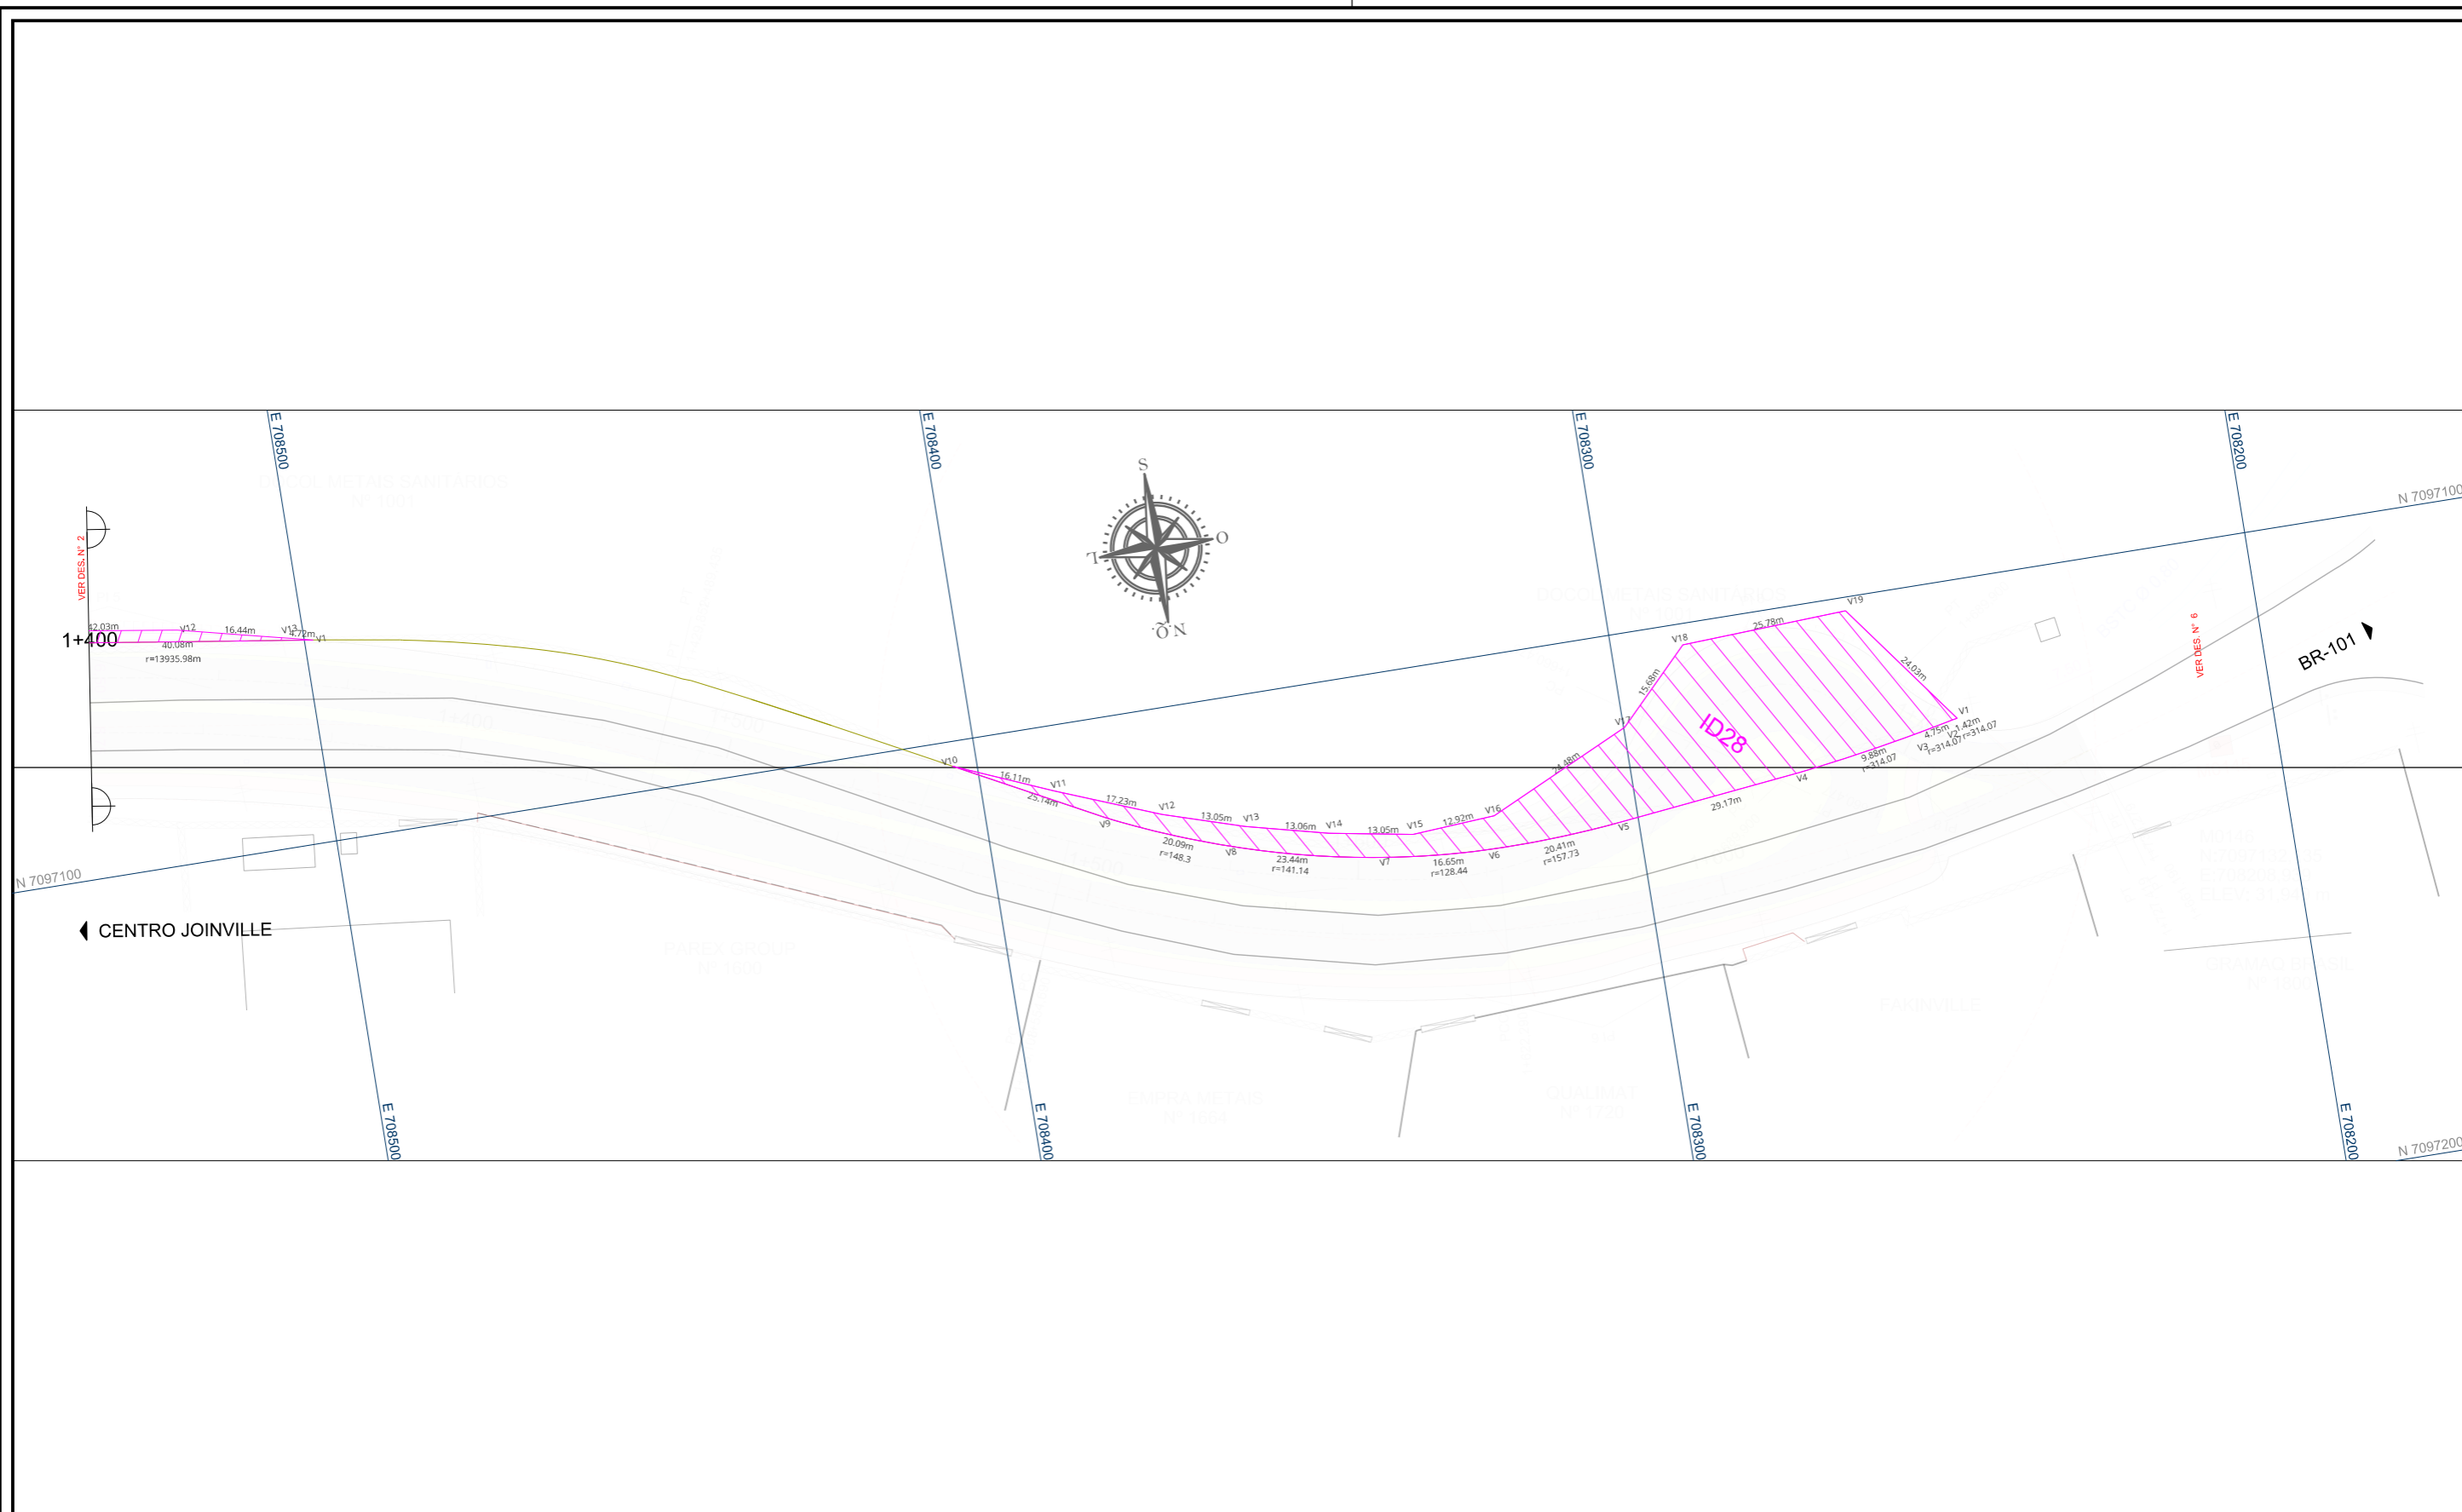 E 708500
E 708400
E 708300
E 708200
N 7097100
S
O
L
N.Q.
DOCOL METAIS SANITÁRIOS
VER DES. N° 2
VER DES. N° 6
BR-101
1+400
42.03m
V12
16.44m
V13
4.72m
V1
40.08m
r=13935.98m
V19
25.78m
V18
24.03m
15.68m
V17
V1
1.42m
r=314.07
V2
4.75m
r=314.07
V3
9.88m
r=314.07
V4
ID28
24.48m
29.17m
V10
16.11m
V11
25.14m
17.23m
V12
V9
13.05m
V13
13.06m
V14
13.05m
V15
12.92m
V16
V5
20.09m
r=148.3
V8
23.44m
r=141.14
V7
16.65m
r=128.44
V6
20.41m
r=157.73
N 7097100
CENTRO JOINVILLE
PAREX GROUP
E 708500
E 708400
E 708300
E 708200
N 7097200